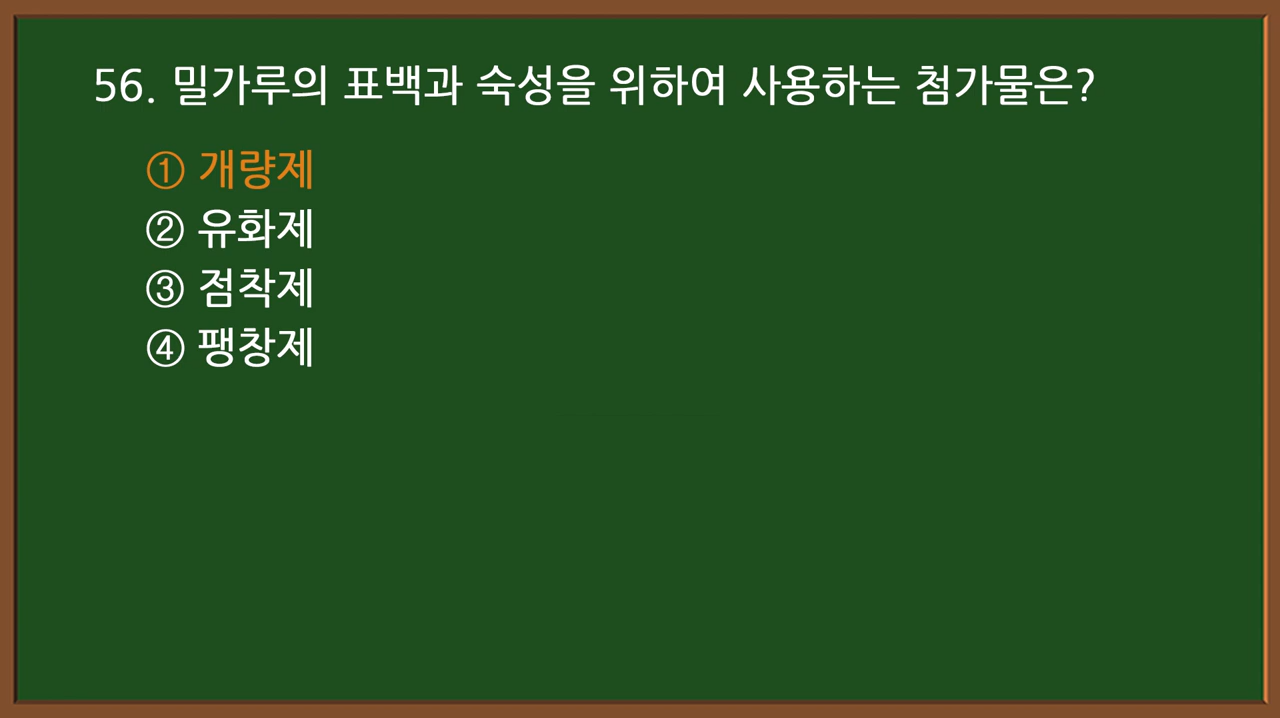 56. 밀가루의 표백과 숙성을 위하여 사용하는 첨가물은?
① 개량제
② 유화제
③ 점착제
④ 팽창제